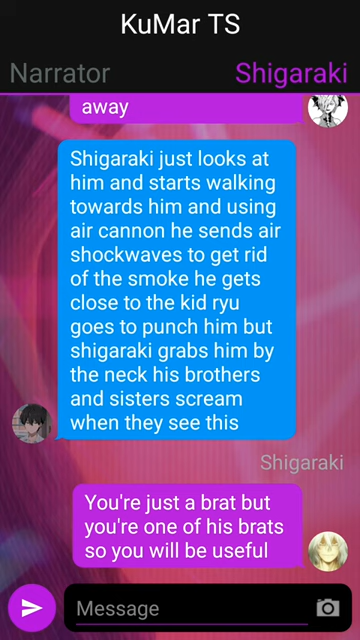 KuMar TS
Narrator
Shigaraki
away
Shigaraki just looks at
him and starts walking
towards him and using
air cannon he sends air
shockwaves to get rid
of the smoke he gets
close to the kid ryu
goes to punch him but
shigaraki grabs him by
the neck his brothers
and sisters scream
when they see this
Shigaraki
You're just a brat but
you're one of his brats
so you will be useful
Message